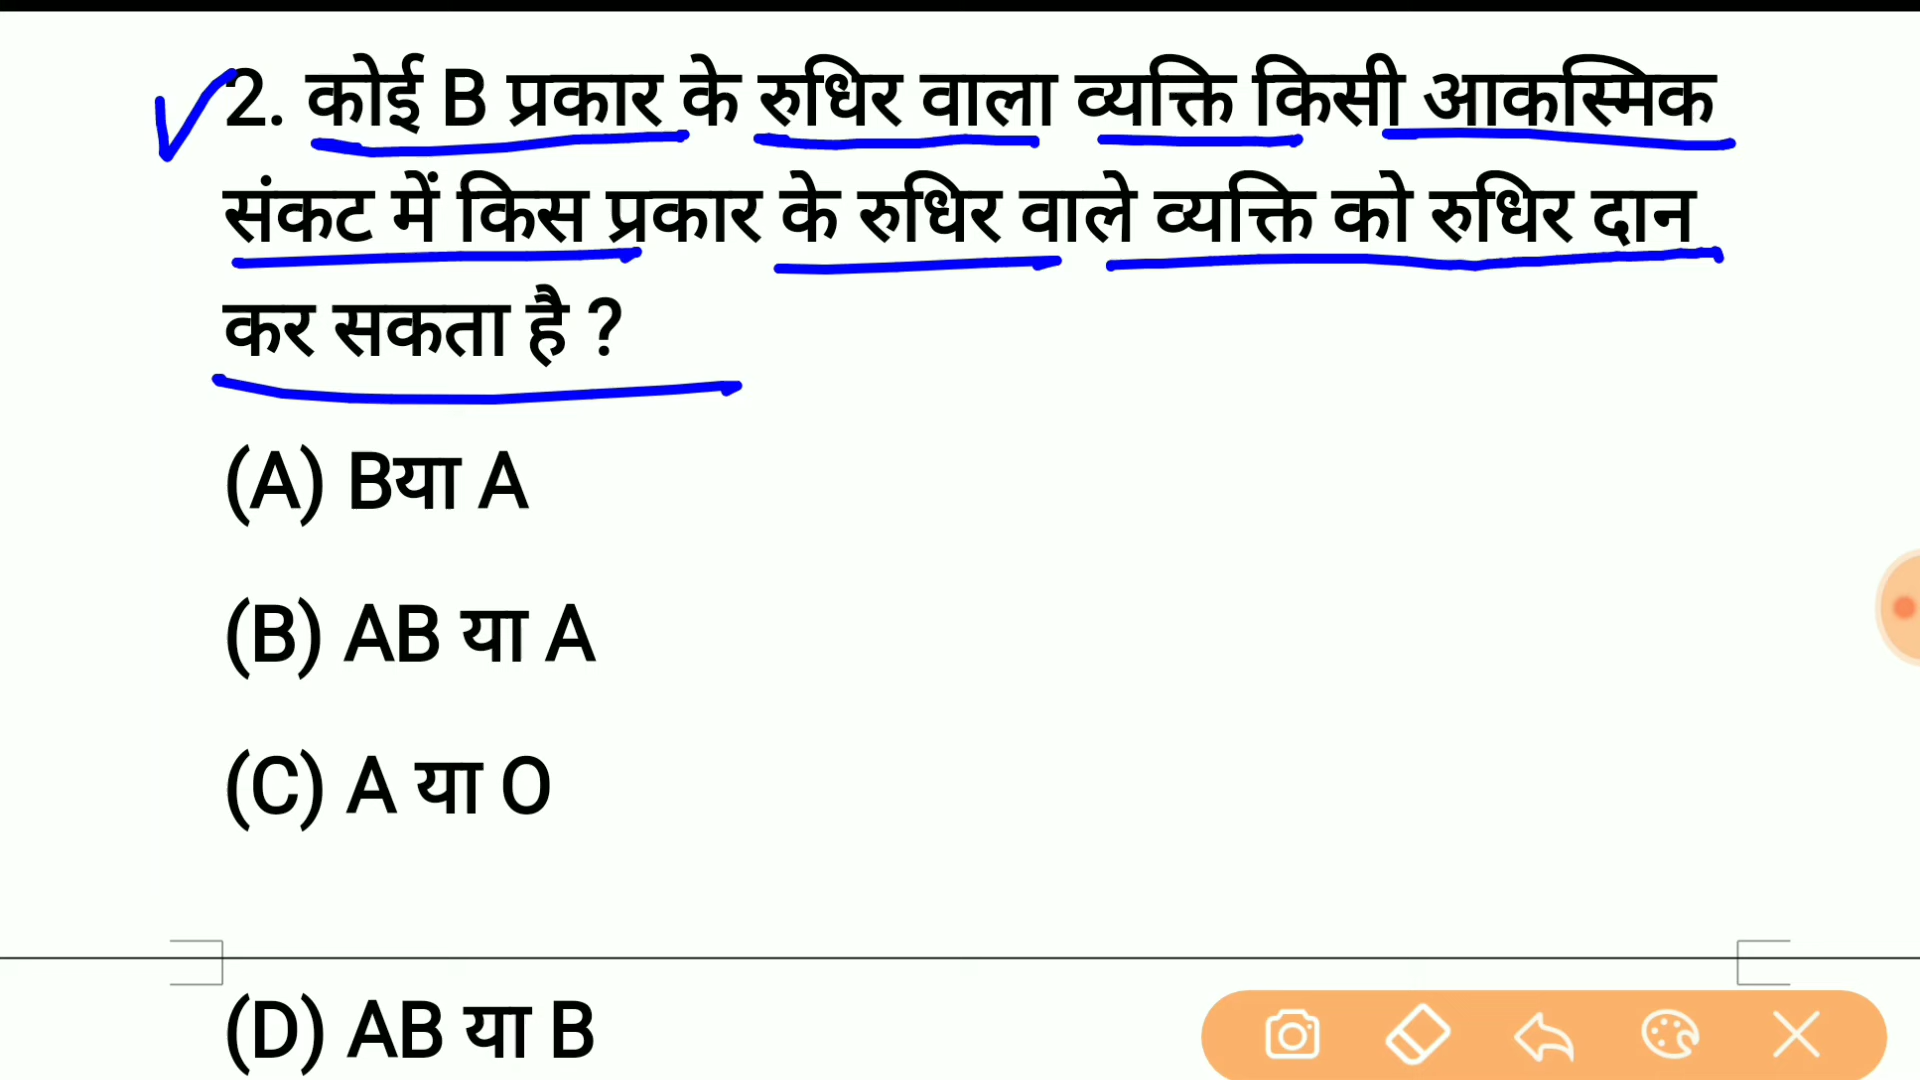 2. कोई B प्रकार के रुधिर वाला व्यक्ति किसी आकस्मिक
संकट में किस प्रकार के रुधिर वाले व्यक्ति को रुधिर दान
कर सकता है ?
(A) Bया A
(B) AB या A
(C) A या O
(D) AB या B